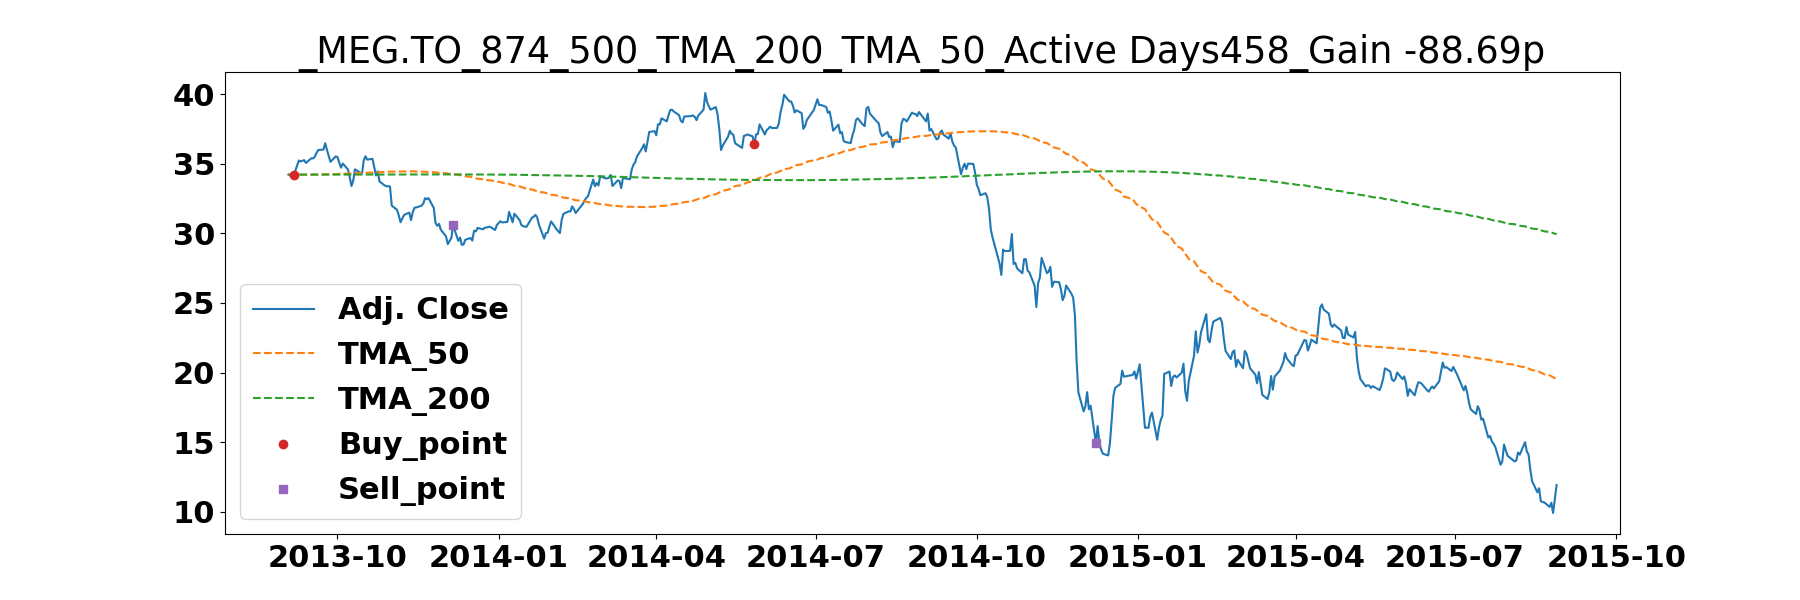 _MEG.TO_874_500_TMA_200_TMA_50_Active Days458_Gain -88.69p
40
35
30
25
20
15
10
Adj. Close
TMA_50
TMA_200
Buy_point
Sell_point
2013-10 2014-01 2014-04 2014-07 2014-10 2015-01 2015-04 2015-07 2015-10